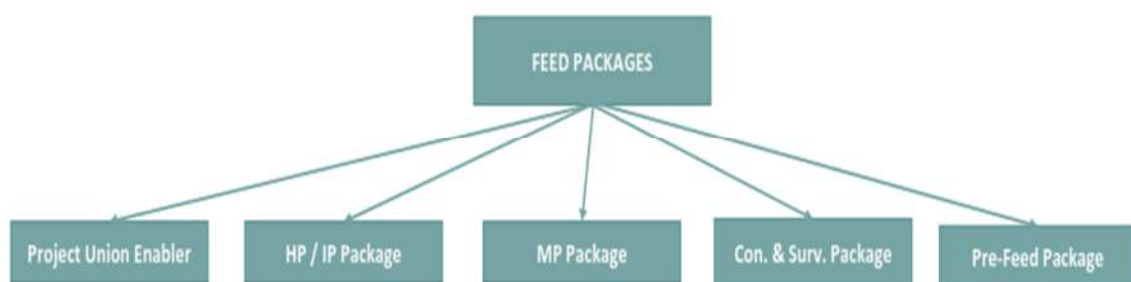 FEED PACKAGES
Project Union Enabler
HP / IP Package
MP Package
Con. & Surv. Package
Pre-Feed Package